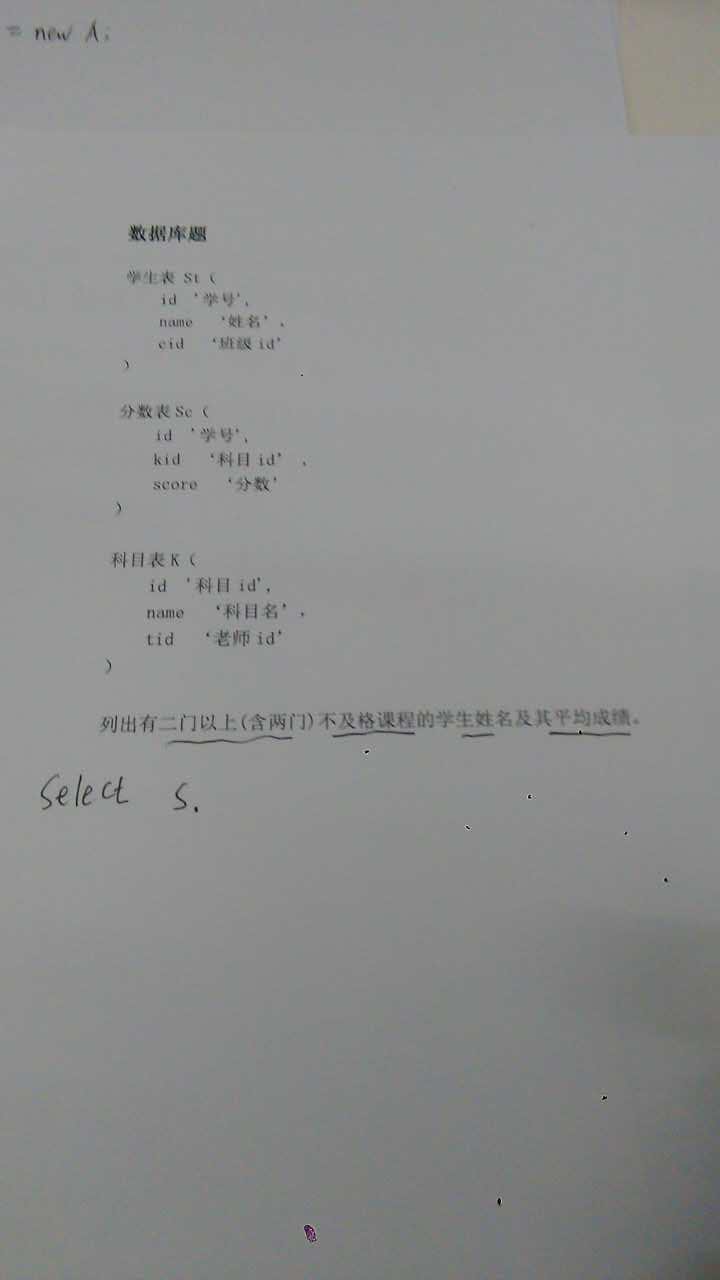 = new A;
数据库题
学生表 St (
id '学号',
name '姓名',
cid '班级 id'
)
分数表 Sc (
id '学号',
kid '科目 id' ,
score '分数'
)
科目表 K (
id '科目 id',
name '科目名',
tid '老师 id'
)
列出有二门以上(含两门)不及格课程的学生姓名及其平均成绩。
Select S.